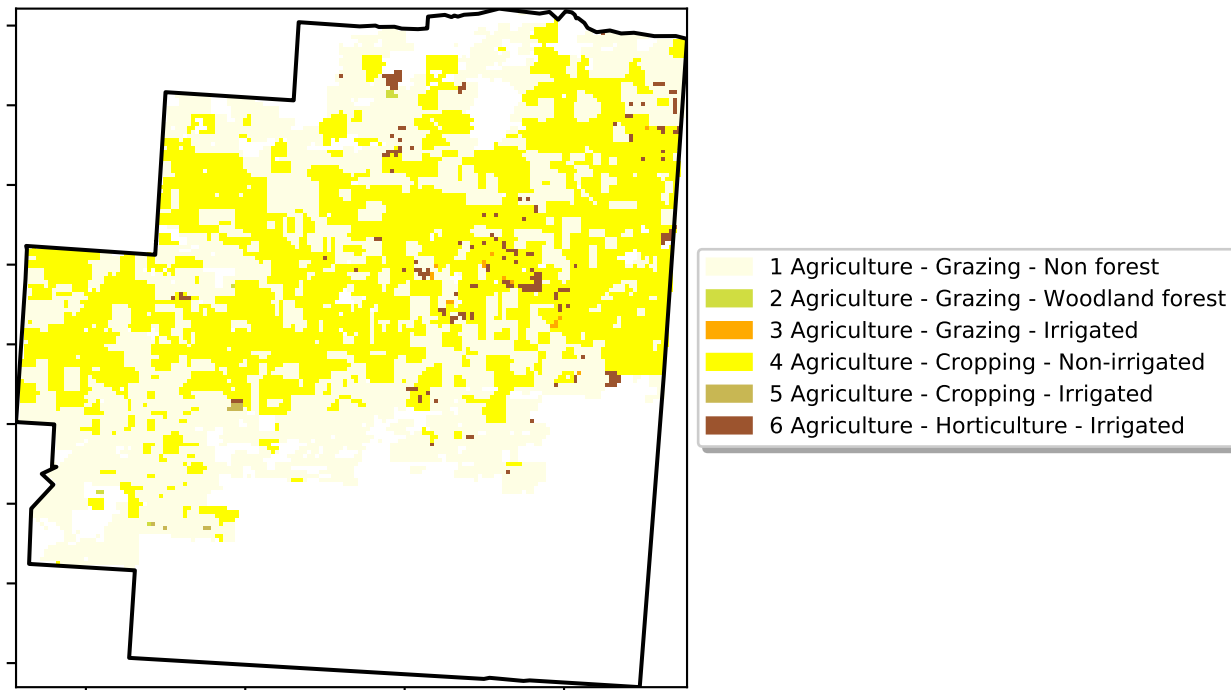 1 Agriculture - Grazing - Non forest
2 Agriculture - Grazing - Woodland forest
3 Agriculture - Grazing - Irrigated
4 Agriculture - Cropping - Non-irrigated
5 Agriculture - Cropping - Irrigated
6 Agriculture - Horticulture - Irrigated